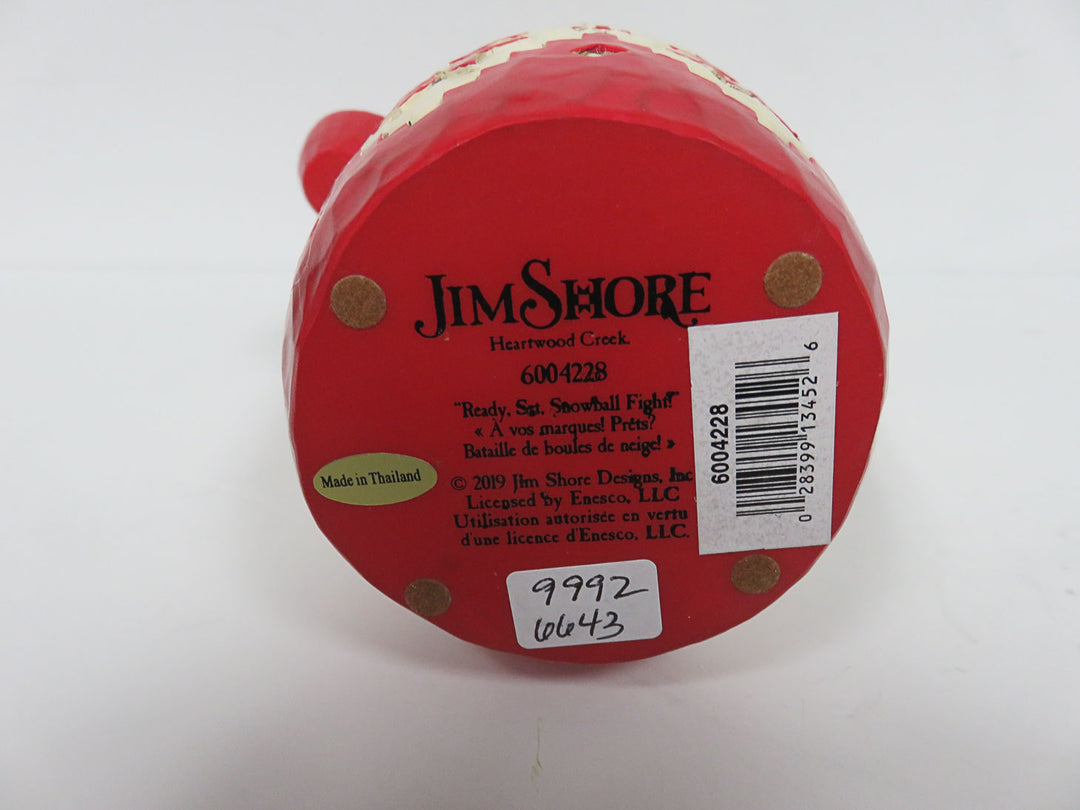 JIM SHORE
Heartwood Creek.
6004228
"Ready, Set, Snowball Fight!"
« À vos marques! Prêts?
Bataille de boules de neige! »
© 2019 Jim Shore Designs, Inc
Licensed by Enesco, LLC
Utilisation autorisée en vertu
d'une licence d'Enesco, LLC.
Made in Thailand
6004228
0 28399 13452 6
9992
6643